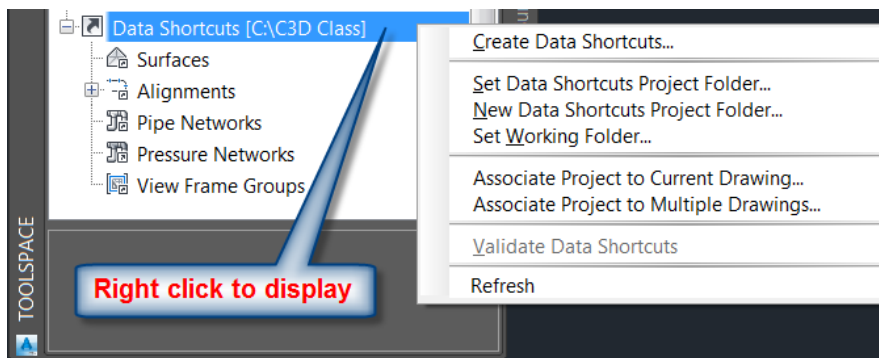 Data Shortcuts [C:\C3D Class]
Surfaces
Alignments
Pipe Networks
Pressure Networks
View Frame Groups
Create Data Shortcuts...
Set Data Shortcuts Project Folder...
New Data Shortcuts Project Folder...
Set Working Folder...
Associate Project to Current Drawing...
Associate Project to Multiple Drawings...
Validate Data Shortcuts
Refresh
Right click to display
TOOLSPACE